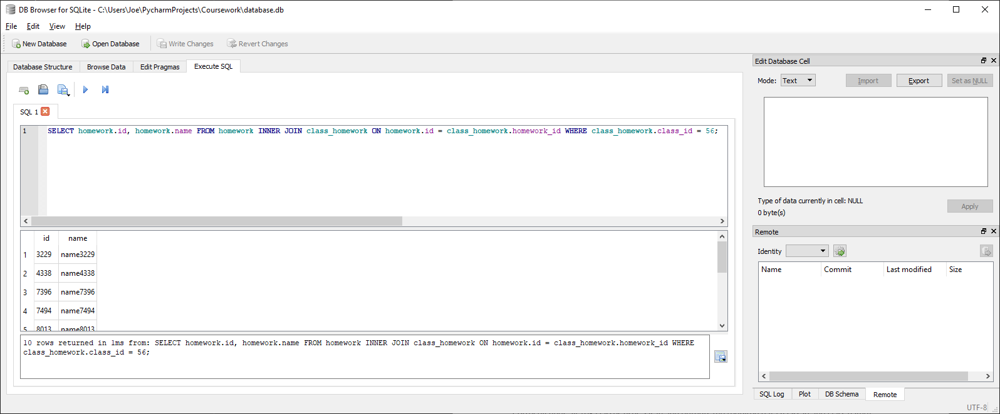 DB Browser for SQLite - C:\Users\Joe\PycharmProjects\Coursework\database.db
File Edit View Help
New Database Open Database Write Changes Revert Changes
Database Structure Browse Data Edit Pragmas Execute SQL
SQL 1
1 SELECT homework.id, homework.name FROM homework INNER JOIN class_homework ON homework.id = class_homework.homework_id WHERE class_homework.class_id = 56;
id name
1 3229 name3229
2 4338 name4338
3 7396 name7396
4 7494 name7494
5 8013 name8013
10 rows returned in 1ms from: SELECT homework.id, homework.name FROM homework INNER JOIN class_homework ON homework.id = class_homework.homework_id WHERE
class_homework.class_id = 56;
Edit Database Cell
Mode: Text Import Export Set as NULL
Type of data currently in cell: NULL
0 byte(s)
Apply
Remote
Identity
Name Commit Last modified Size
SQL Log Plot DB Schema Remote
UTF-8